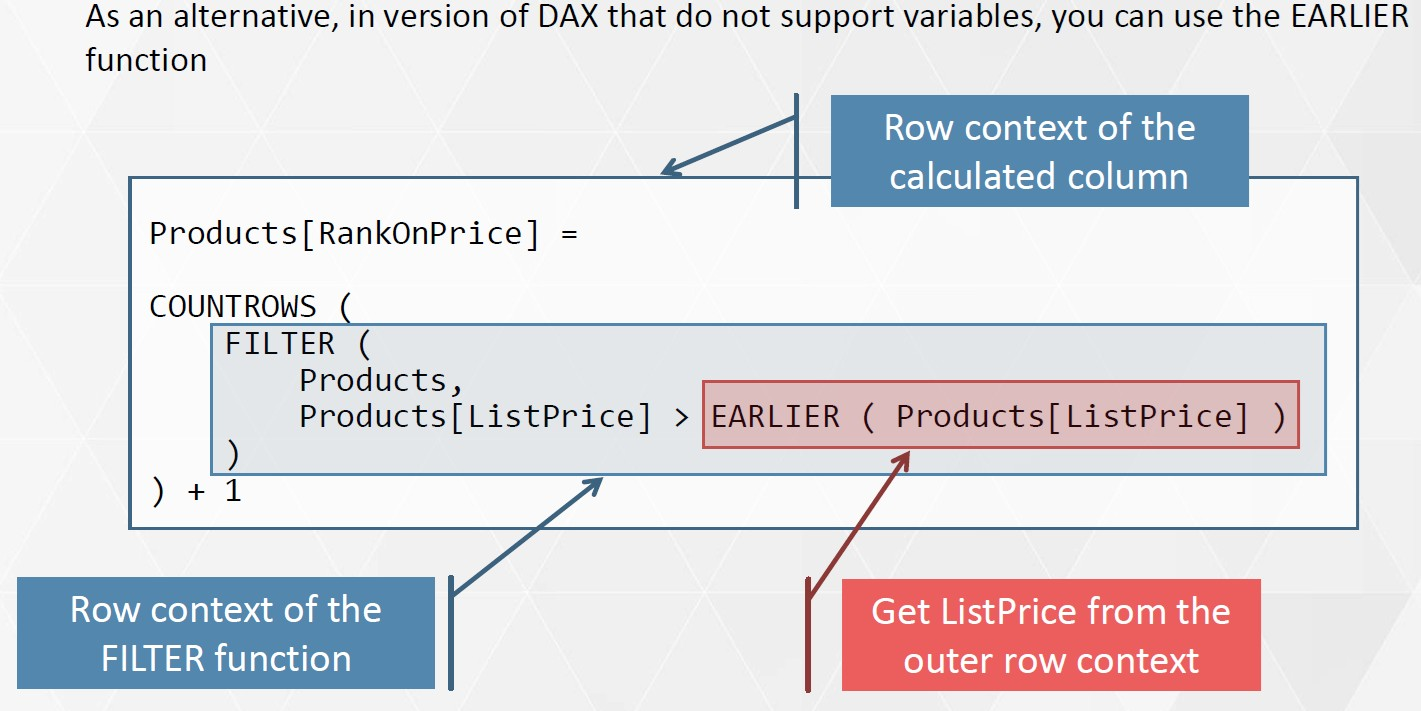 As an alternative, in version of DAX that do not support variables, you can use the EARLIER
function
Row context of the
calculated column
Products[RankOnPrice] =
COUNTROWS (
    FILTER (
        Products,
        Products[ListPrice] > EARLIER ( Products[ListPrice] )
    )
) + 1
Row context of the
FILTER function
Get ListPrice from the
outer row context